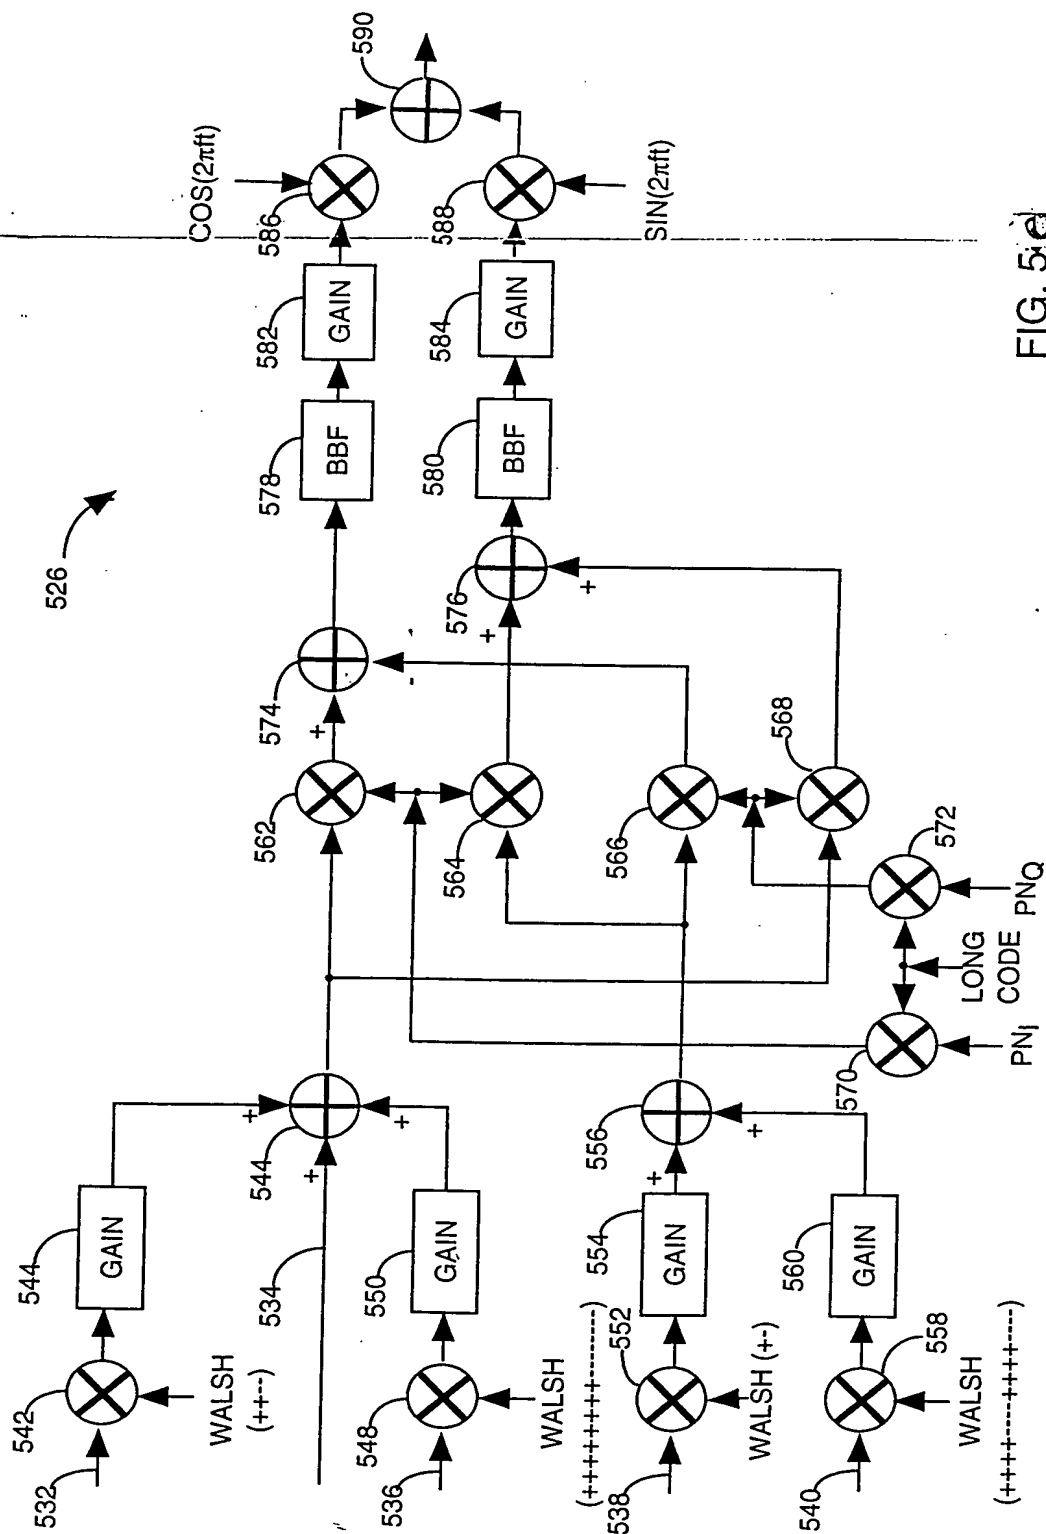 526
COS(2πft)
590
586
582
GAIN
578
BBF
574
+
562
588
SIN(2πft)
584
GAIN
580
BBF
576
+
+
564
566
568
572
PNQ
LONG
CODE
PNI
570
544
GAIN
542
532
WALSH
(++--)
+
544
534
+
+
550
GAIN
548
536
WALSH
(++++++++--------)
556
+
554
GAIN
552
538
WALSH (+-)
+
560
GAIN
558
540
WALSH
(++++----++++----)
FIG. 5e